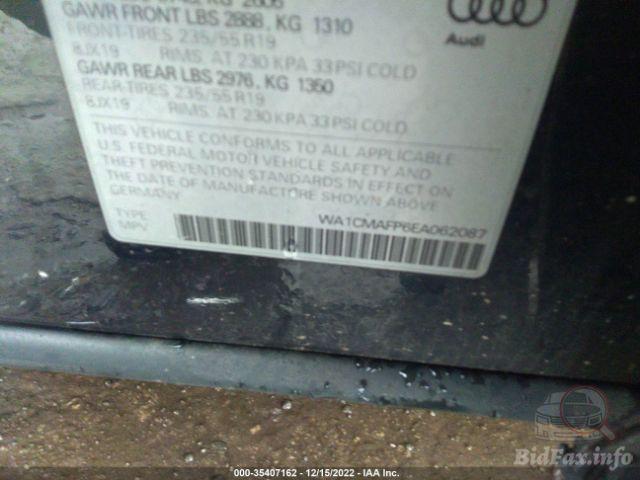 GAWR FRONT LBS 2888, KG 1310
FRONT-TIRES 235/55 R19
8JX19 RIMS, AT 230 KPA 33 PSI COLD
GAWR REAR LBS 2976, KG 1350
REAR-TIRES 235/55 R19
8JX19 RIMS, AT 230 KPA 33 PSI COLD
Audi
THIS VEHICLE CONFORMS TO ALL APPLICABLE
U.S. FEDERAL MOTOR VEHICLE SAFETY AND
THEFT PREVENTION STANDARDS IN EFFECT ON
THE DATE OF MANUFACTURE SHOWN ABOVE
GERMANY
TYPE
MPV
WA1CMAFP6EA062087
BidFax.info
000-35407162 - 12/15/2022 - IAA Inc.